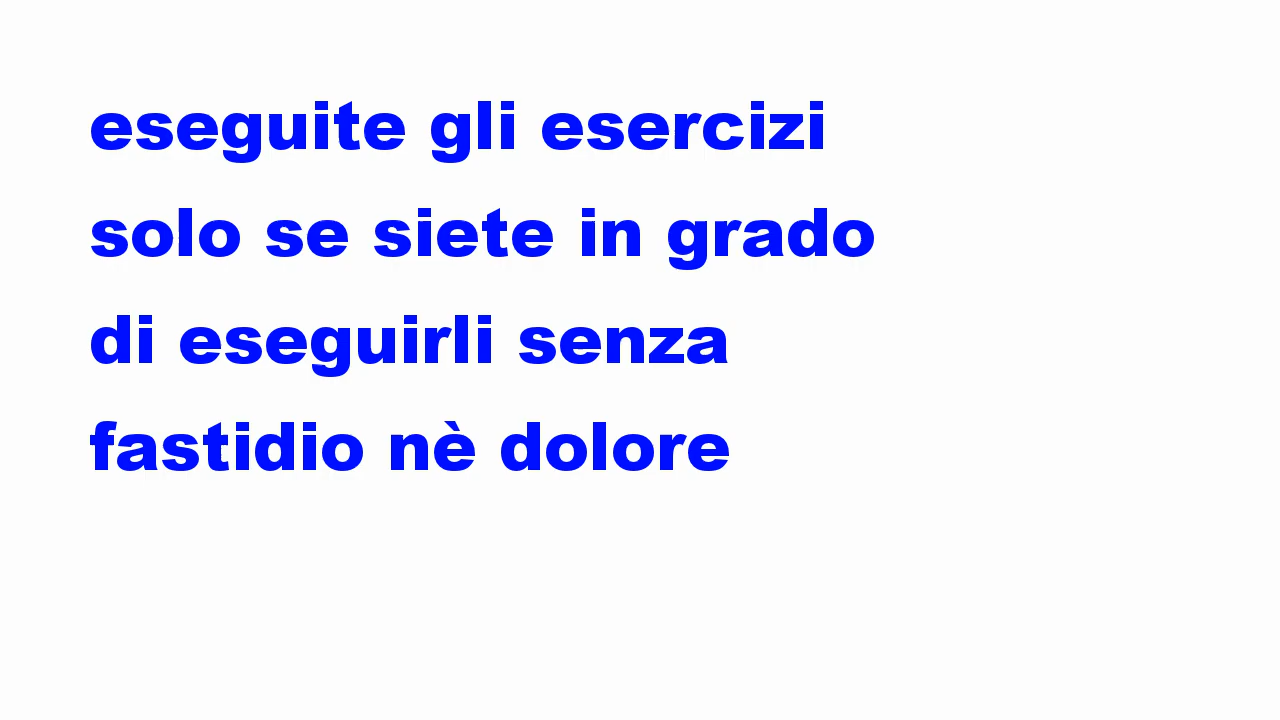 eseguite gli esercizi
solo se siete in grado
di eseguirli senza
fastidio nè dolore